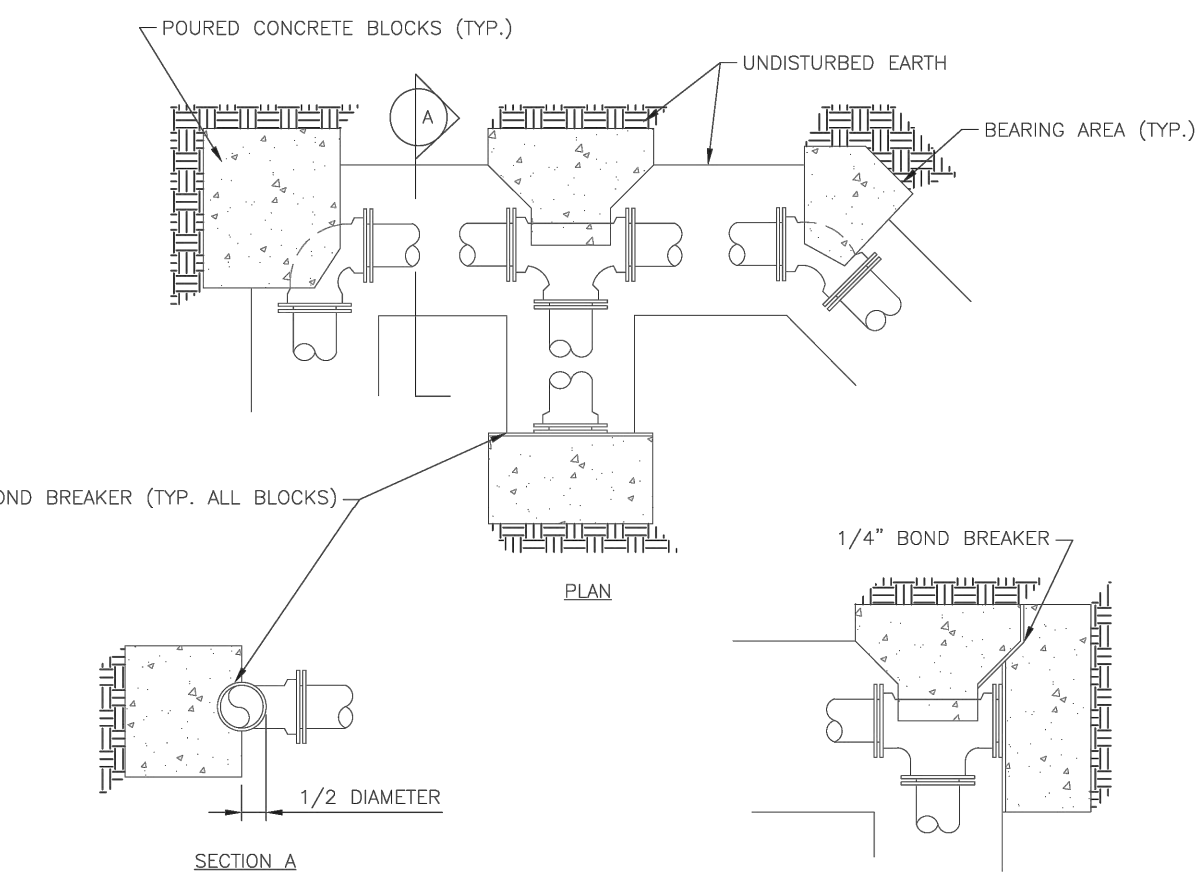 POURED CONCRETE BLOCKS (TYP.)
UNDISTURBED EARTH
A
BEARING AREA (TYP.)
BREAKER (TYP. ALL BLOCKS)
1/4" BOND BREAKER
PLAN
1/2 DIAMETER
SECTION A